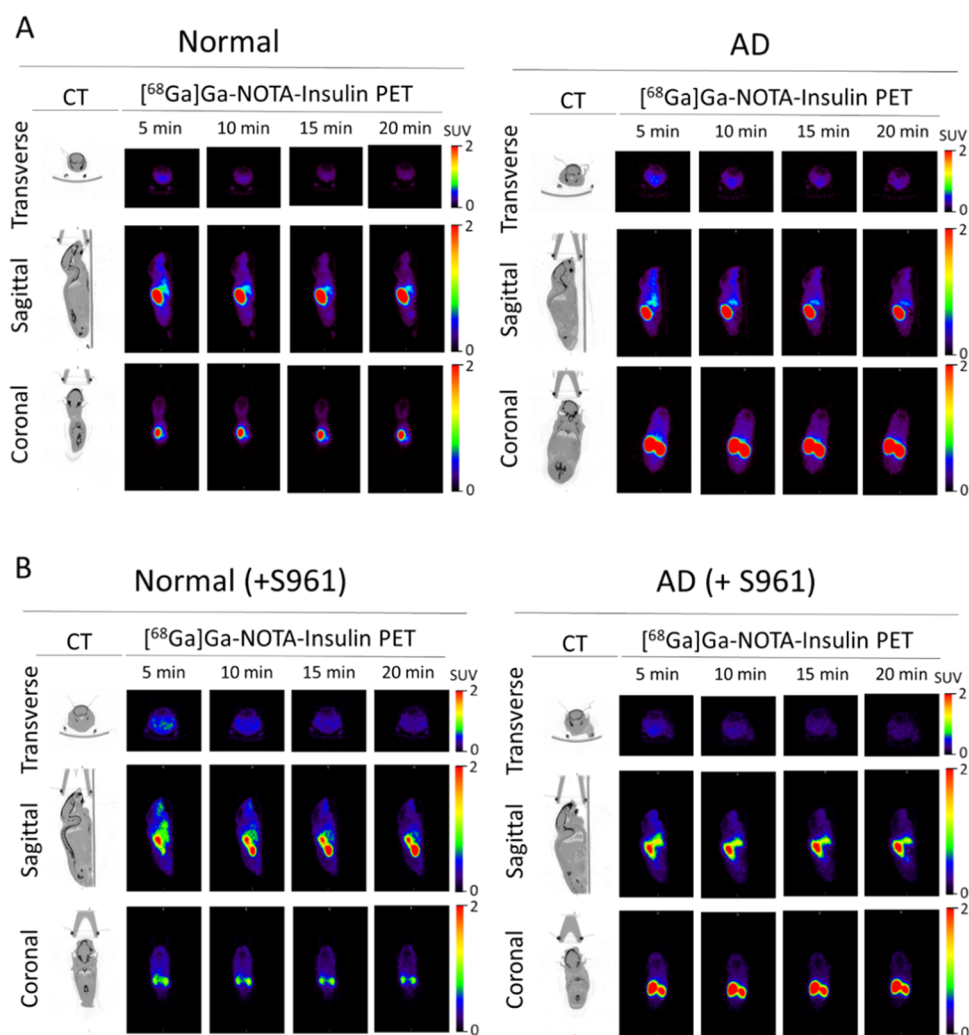 A
Normal
AD
CT
[⁶⁸Ga]Ga-NOTA-Insulin PET
5 min 10 min 15 min 20 min SUV
Transverse
2
0
Sagittal
2
0
Coronal
2
0
CT
[⁶⁸Ga]Ga-NOTA-Insulin PET
5 min 10 min 15 min 20 min SUV
Transverse
2
0
Sagittal
2
0
Coronal
2
0
B
Normal (+S961)
AD (+ S961)
CT
[⁶⁸Ga]Ga-NOTA-Insulin PET
5 min 10 min 15 min 20 min SUV
Transverse
2
0
Sagittal
2
0
Coronal
2
0
CT
[⁶⁸Ga]Ga-NOTA-Insulin PET
5 min 10 min 15 min 20 min SUV
Transverse
2
0
Sagittal
2
0
Coronal
2
0